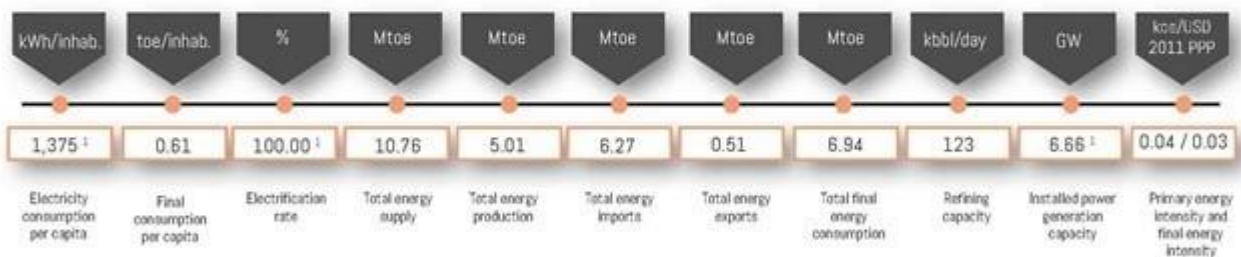 kWh/inhab.
toe/inhab.
%
Mtoe
Mtoe
Mtoe
Mtoe
Mtoe
kbbl/day
GW
koe/USD
2011 PPP
1,375 ¹
0.61
100.00 ¹
10.76
5.01
6.27
0.51
6.94
123
6.66 ¹
0.04 / 0.03
Electricity
consumption
per capita
Final
consumption
per capita
Electrification
rate
Total energy
supply
Total energy
production
Total energy
imports
Total energy
exports
Total final
energy
consumption
Refining
capacity
Installed power
generation
capacity
Primary energy
intensity and
final energy
intensity